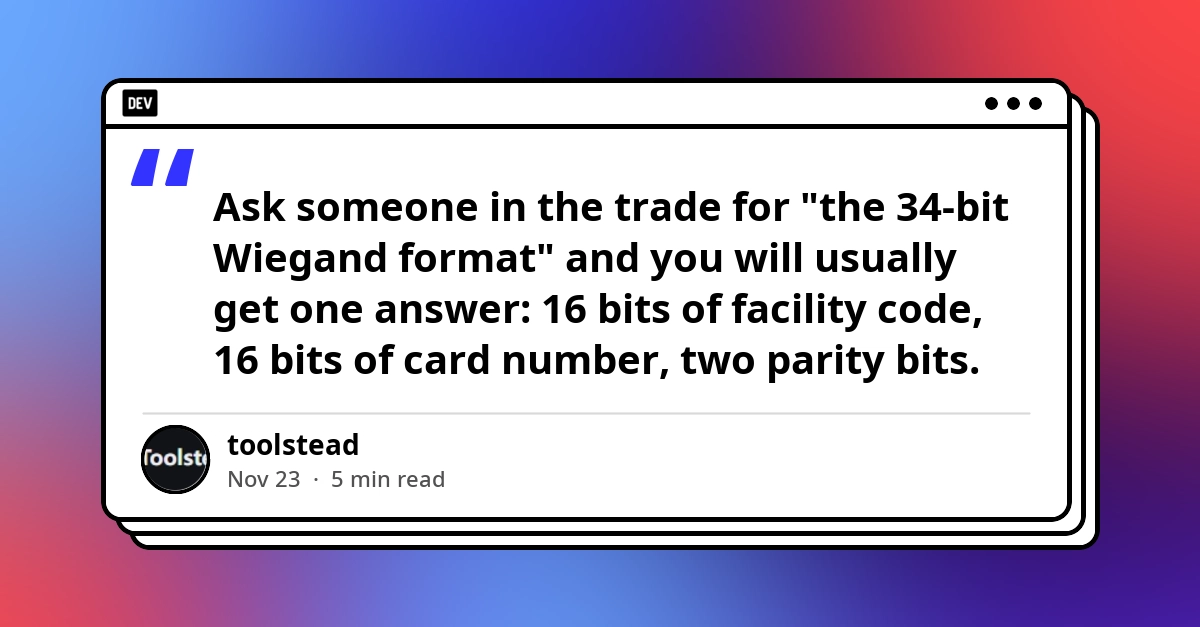 DEV
Ask someone in the trade for "the 34-bit
Wiegand format" and you will usually
get one answer: 16 bits of facility code,
16 bits of card number, two parity bits.
toolstead
Toolste
Nov 23 · 5 min read